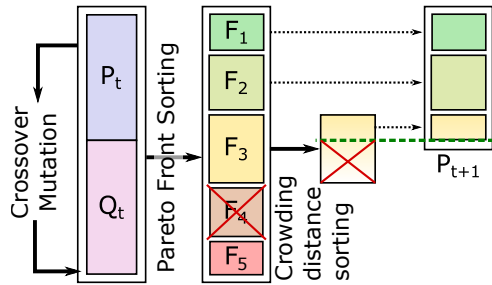 Crossover
Mutation
Pₜ
Qₜ
Pareto Front Sorting
F₁
F₂
F₃
F₄
F₅
Crowding
distance
sorting
Pₜ₊₁